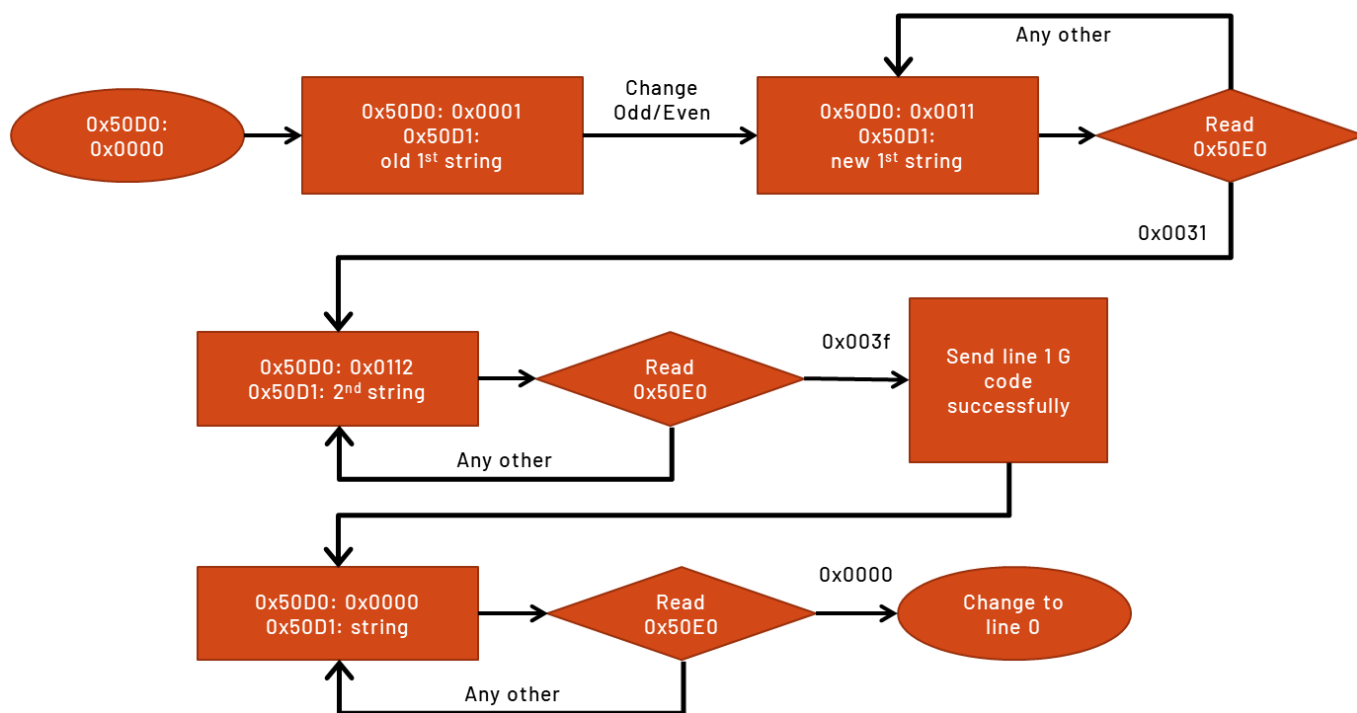 Any other
0x50D0:
0x0000
0x50D0: 0x0001
0x50D1:
old 1st string
Change
Odd/Even
0x50D0: 0x0011
0x50D1:
new 1st string
Read
0x50E0
0x0031
0x50D0: 0x0112
0x50D1: 2nd string
Read
0x50E0
0x003f
Send line 1 G
code
successfully
Any other
0x50D0: 0x0000
0x50D1: string
Read
0x50E0
0x0000
Change to
line 0
Any other